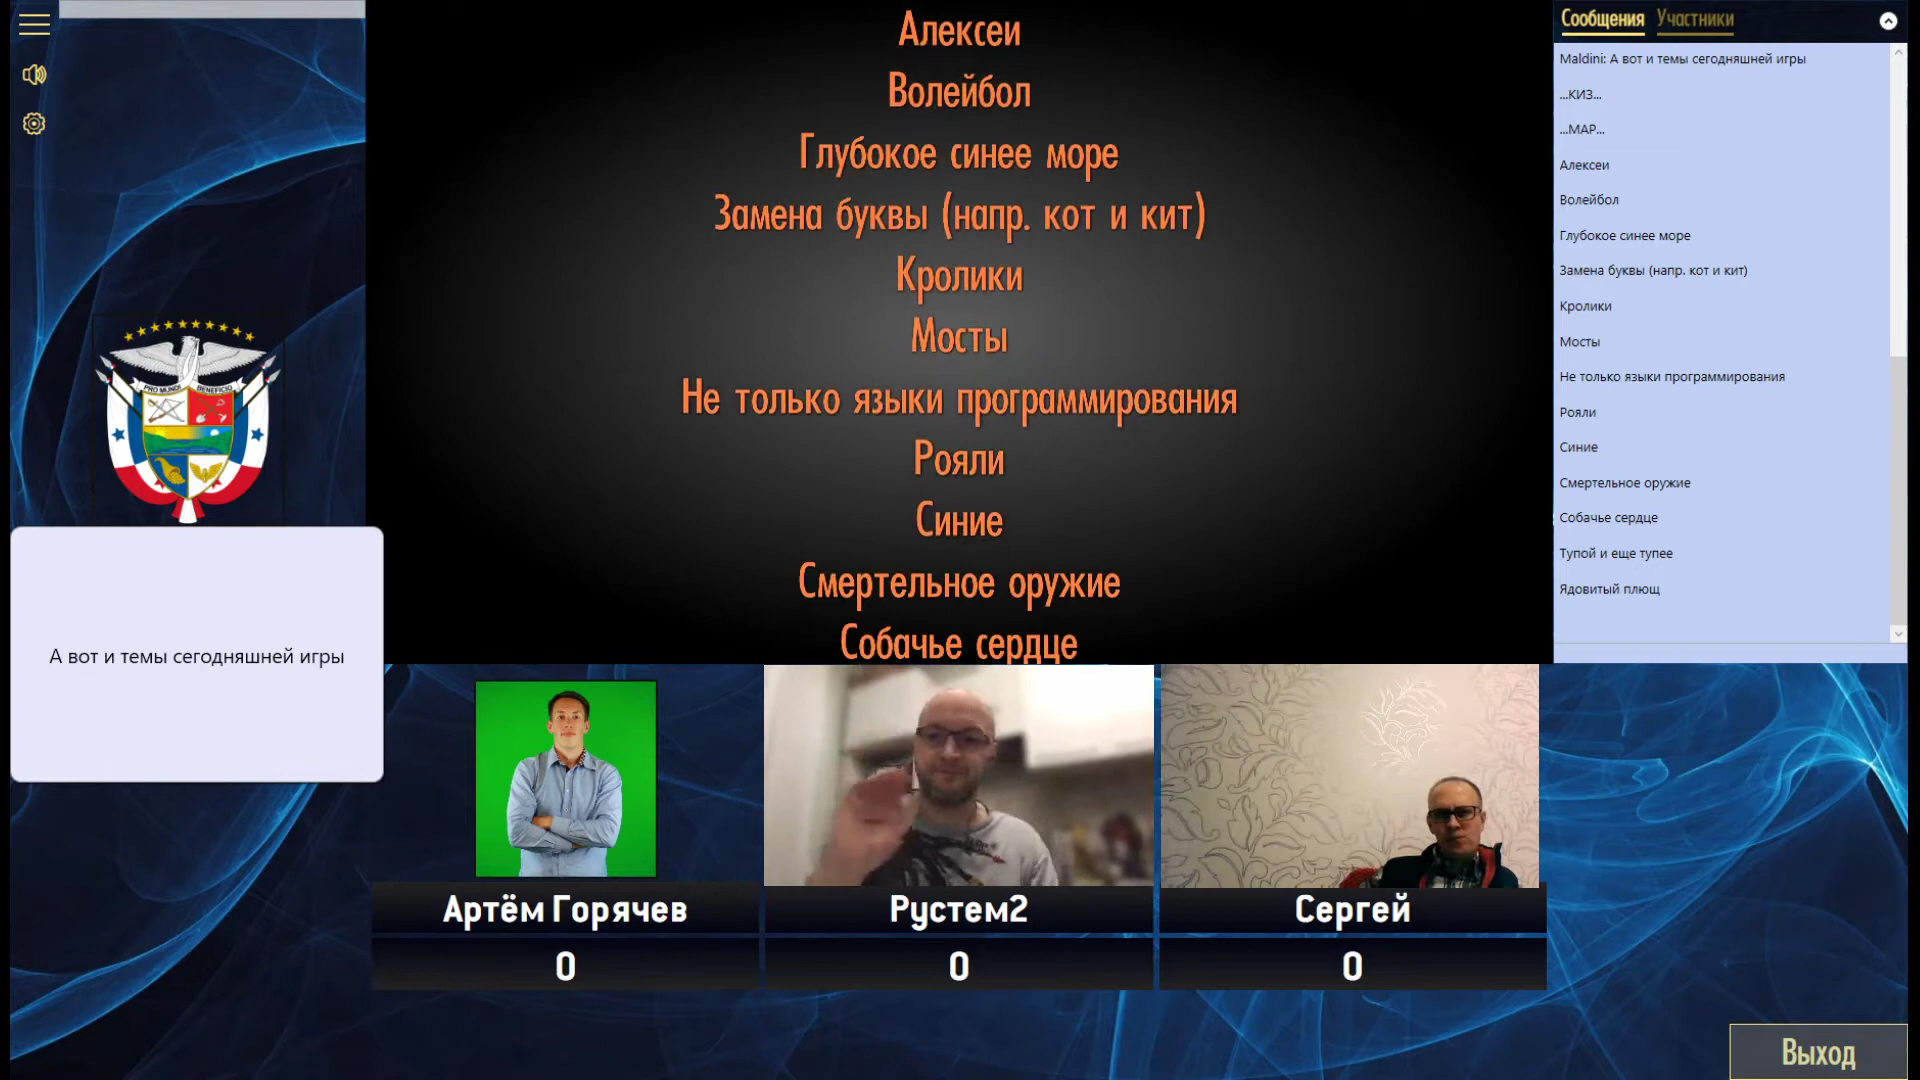 Алексеи
Волейбол
Глубокое синее море
Замена буквы (напр. кот и кит)
Кролики
Мосты
Не только языки программирования
Рояли
Синие
Смертельное оружие
Собачье сердце
Сообщения Участники
Maldini: А вот и темы сегодняшней игры
...КИЗ...
...МАР...
Алексеи
Волейбол
Глубокое синее море
Замена буквы (напр. кот и кит)
Кролики
Мосты
Не только языки программирования
Рояли
Синие
Смертельное оружие
Собачье сердце
Тупой и еще тупее
Ядовитый плющ
PRO MUNDI BENEFICIO
А вот и темы сегодняшней игры
Артём Горячев
0
Рустем2
0
Сергей
0
Выход